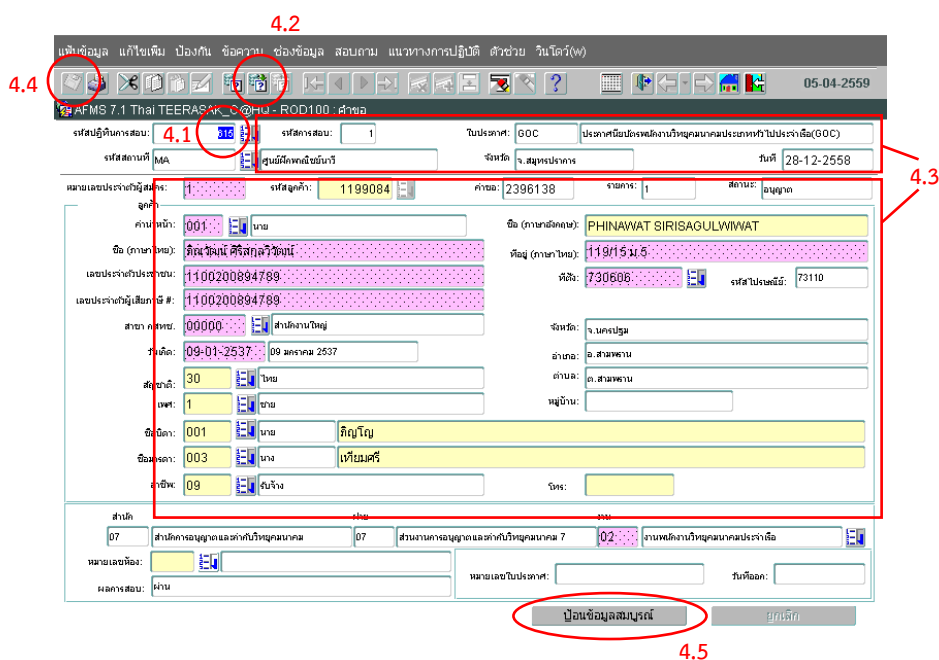 4.2
4.4
แฟ้มข้อมูล แก้ไขเพิ่ม ป้องกัน ข้อความ ช่องข้อมูล สอบถาม แนวทางการปฏิบัติ ตัวช่วย วินโดว์(w)
05-04-2559
AFMS 7.1 Thai TEERASAK_C@HQ - ROD100 : คำขอ
รหัสปฏิทินการสอบ: 4.1 815 รหัสการสอบ: 1 ใบประกาศ: GOC ประกาศนียบัตรพนักงานวิทยุคมนาคมประเภททั่วไปประจำเรือ(GOC)
รหัสสถานที่ MA ศูนย์ฝึกพาณิชย์นาวี จังหวัด จ.สมุทรปราการ วันที่ 28-12-2558
4.3
หมายเลขประจำตัวผู้สมัคร: 1 รหัสลูกค้า: 1199084 คำขอ: 2396138 รายการ: 1 สถานะ: อนุญาต
ลูกค้า
คำนำหน้า: 001 นาย ชื่อ (ภาษาอังกฤษ): PHINAWAT SIRISAGULWIWAT
ชื่อ (ภาษาไทย): ภิณวัฒน์ ศิริสกุลวิวัฒน์ ที่อยู่ (ภาษาไทย): 119/15 ม.5
เลขประจำตัวประชาชน: 1100200894789 ที่ตั้ง: 730606 รหัสไปรษณีย์: 73110
เลขประจำตัวผู้เสียภาษี #: 1100200894789
สาขา กสทช. 00000 สำนักงานใหญ่ จังหวัด: จ.นครปฐม
วันเกิด: 09-01-2537 09 มกราคม 2537 อำเภอ: อ.สามพราน
สัญชาติ: 30 ไทย ตำบล: ต.สามพราน
เพศ: 1 ชาย หมู่บ้าน:
ชื่อบิดา: 001 นาย ภิญโญ
ชื่อมารดา: 003 นาง เทียมศรี
อาชีพ: 09 รับจ้าง โทร:
สำนัก ฝ่าย งาน
07 สำนักการอนุญาตและกำกับวิทยุคมนาคม 07 ส่วนงานการอนุญาตและกำกับวิทยุคมนาคม 7 02 งานพนักงานวิทยุคมนาคมประจำเรือ
หมายเลขห้อง:
หมายเลขใบประกาศ: วันที่ออก:
ผลการสอบ: ผ่าน
ป้อนข้อมูลสมบูรณ์ ยกเลิก
4.5